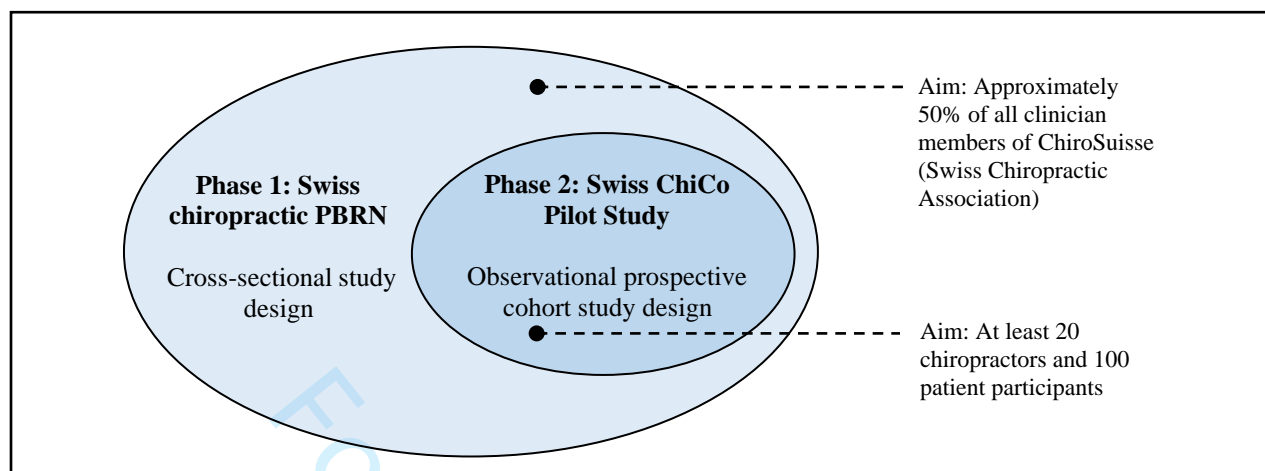 Phase 1: Swiss
chiropractic PBRN
Cross-sectional study
design
Phase 2: Swiss ChiCo
Pilot Study
Observational prospective
cohort study design
Aim: Approximately
50% of all clinician
members of ChiroSuisse
(Swiss Chiropractic
Association)
Aim: At least 20
chiropractors and 100
patient participants